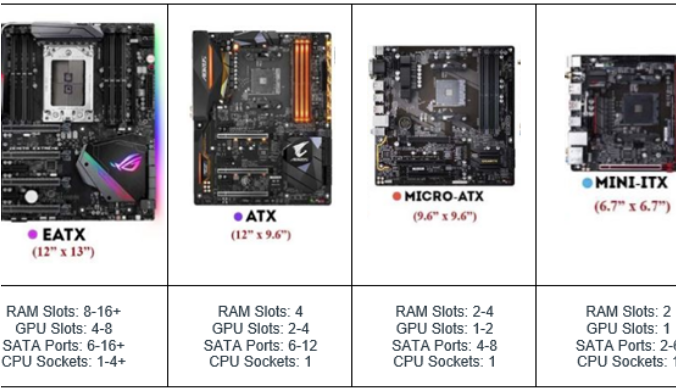 EATX
(12” x 13”)
ATX
(12” x 9.6”)
MICRO-ATX
(9.6” x 9.6”)
MINI-ITX
(6.7” x 6.7”)
RAM Slots: 8-16+
GPU Slots: 4-8
SATA Ports: 6-16+
CPU Sockets: 1-4+
RAM Slots: 4
GPU Slots: 2-4
SATA Ports: 6-12
CPU Sockets: 1
RAM Slots: 2-4
GPU Slots: 1-2
SATA Ports: 4-8
CPU Sockets: 1
RAM Slots: 2
GPU Slots: 1
SATA Ports: 2-6
CPU Sockets: 1